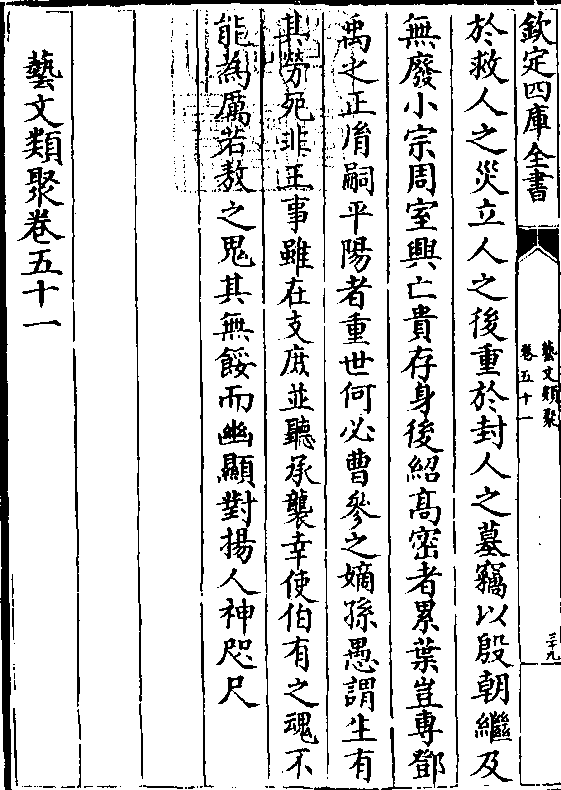 欽定四庫全書
藝文類聚
卷五十一
三十九
於救人之災立人之後重於封人之墓竊以殷朝繼及
無廢小宗周室興亡貴存身後紹高密者累葉豈專鄧
禹之正𦙍嗣平陽者重世何必曹參之嫡孫愚謂生有
其勞死非王事雖在支庶並聽承襲幸使伯有之魂不
能為厲若敖之鬼其無餒而幽顯對揚人神咫尺
藝文類聚卷五十一